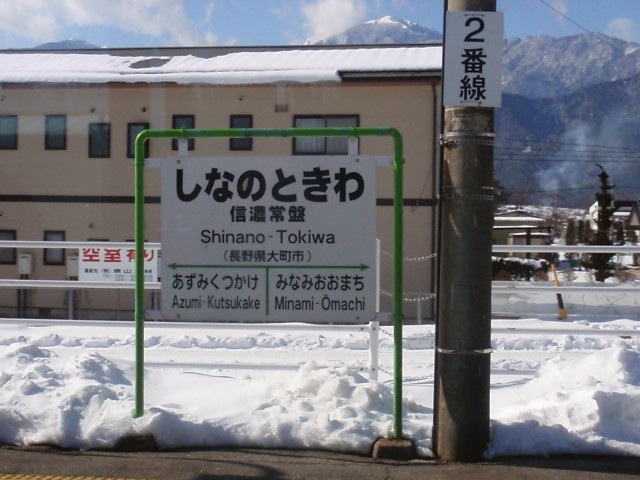 2
番
線
しなのときわ
信濃常盤
Shinano-Tokiwa
(長野県大町市)
あずみくつかけ
みなみおおまち
Azumi-Kutsukake
Minami-Ōmachi
空室有り